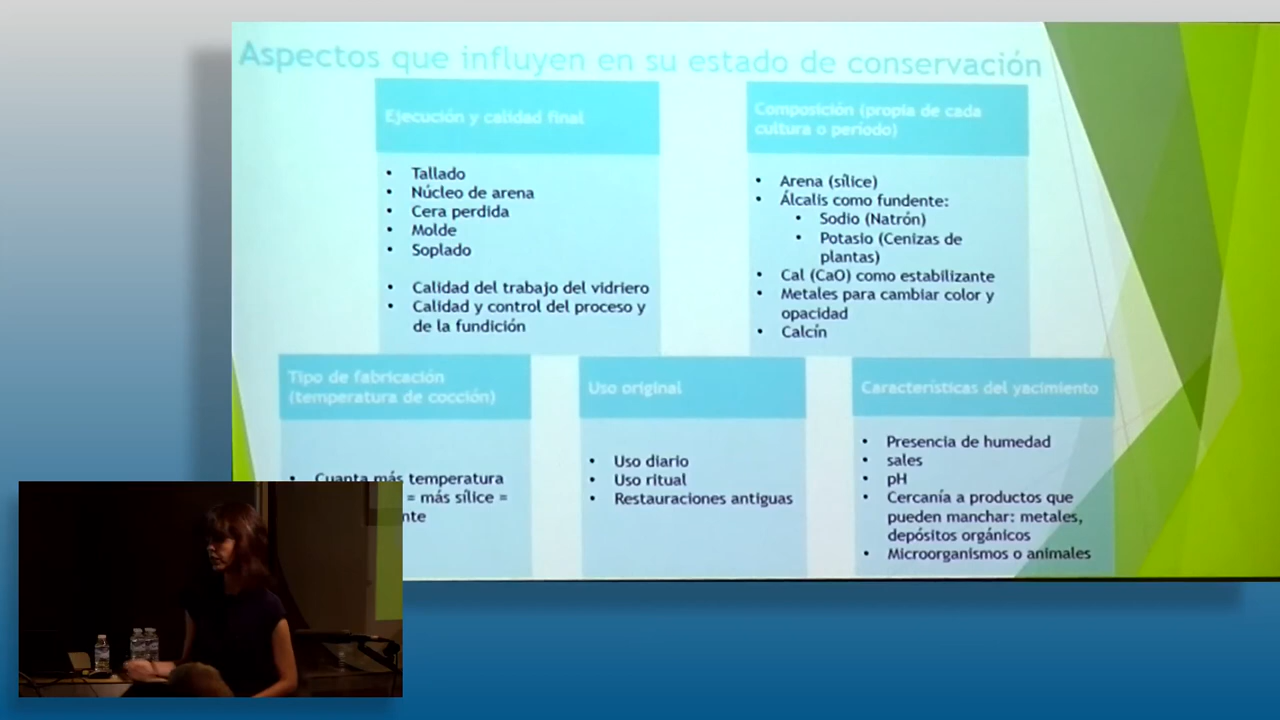 Aspectos que influyen en su estado de conservación
Ejecución y calidad final
• Tallado
• Núcleo de arena
• Cera perdida
• Molde
• Soplado
• Calidad del trabajo del vidriero
• Calidad y control del proceso y
de la fundición
Composición (propia de cada
cultura o período)
• Arena (sílice)
• Álcalis como fundente:
• Sodio (Natrón)
• Potasio (Cenizas de
plantas)
• Cal (CaO) como estabilizante
• Metales para cambiar color y
opacidad
• Calcín
Tipo de fabricación
(temperatura de cocción)
• Cuanta más temperatura
= más sílice =
Uso original
• Uso diario
• Uso ritual
• Restauraciones antiguas
Características del yacimiento
• Presencia de humedad
• sales
• pH
• Cercanía a productos que
pueden manchar: metales,
depósitos orgánicos
• Microorganismos o animales